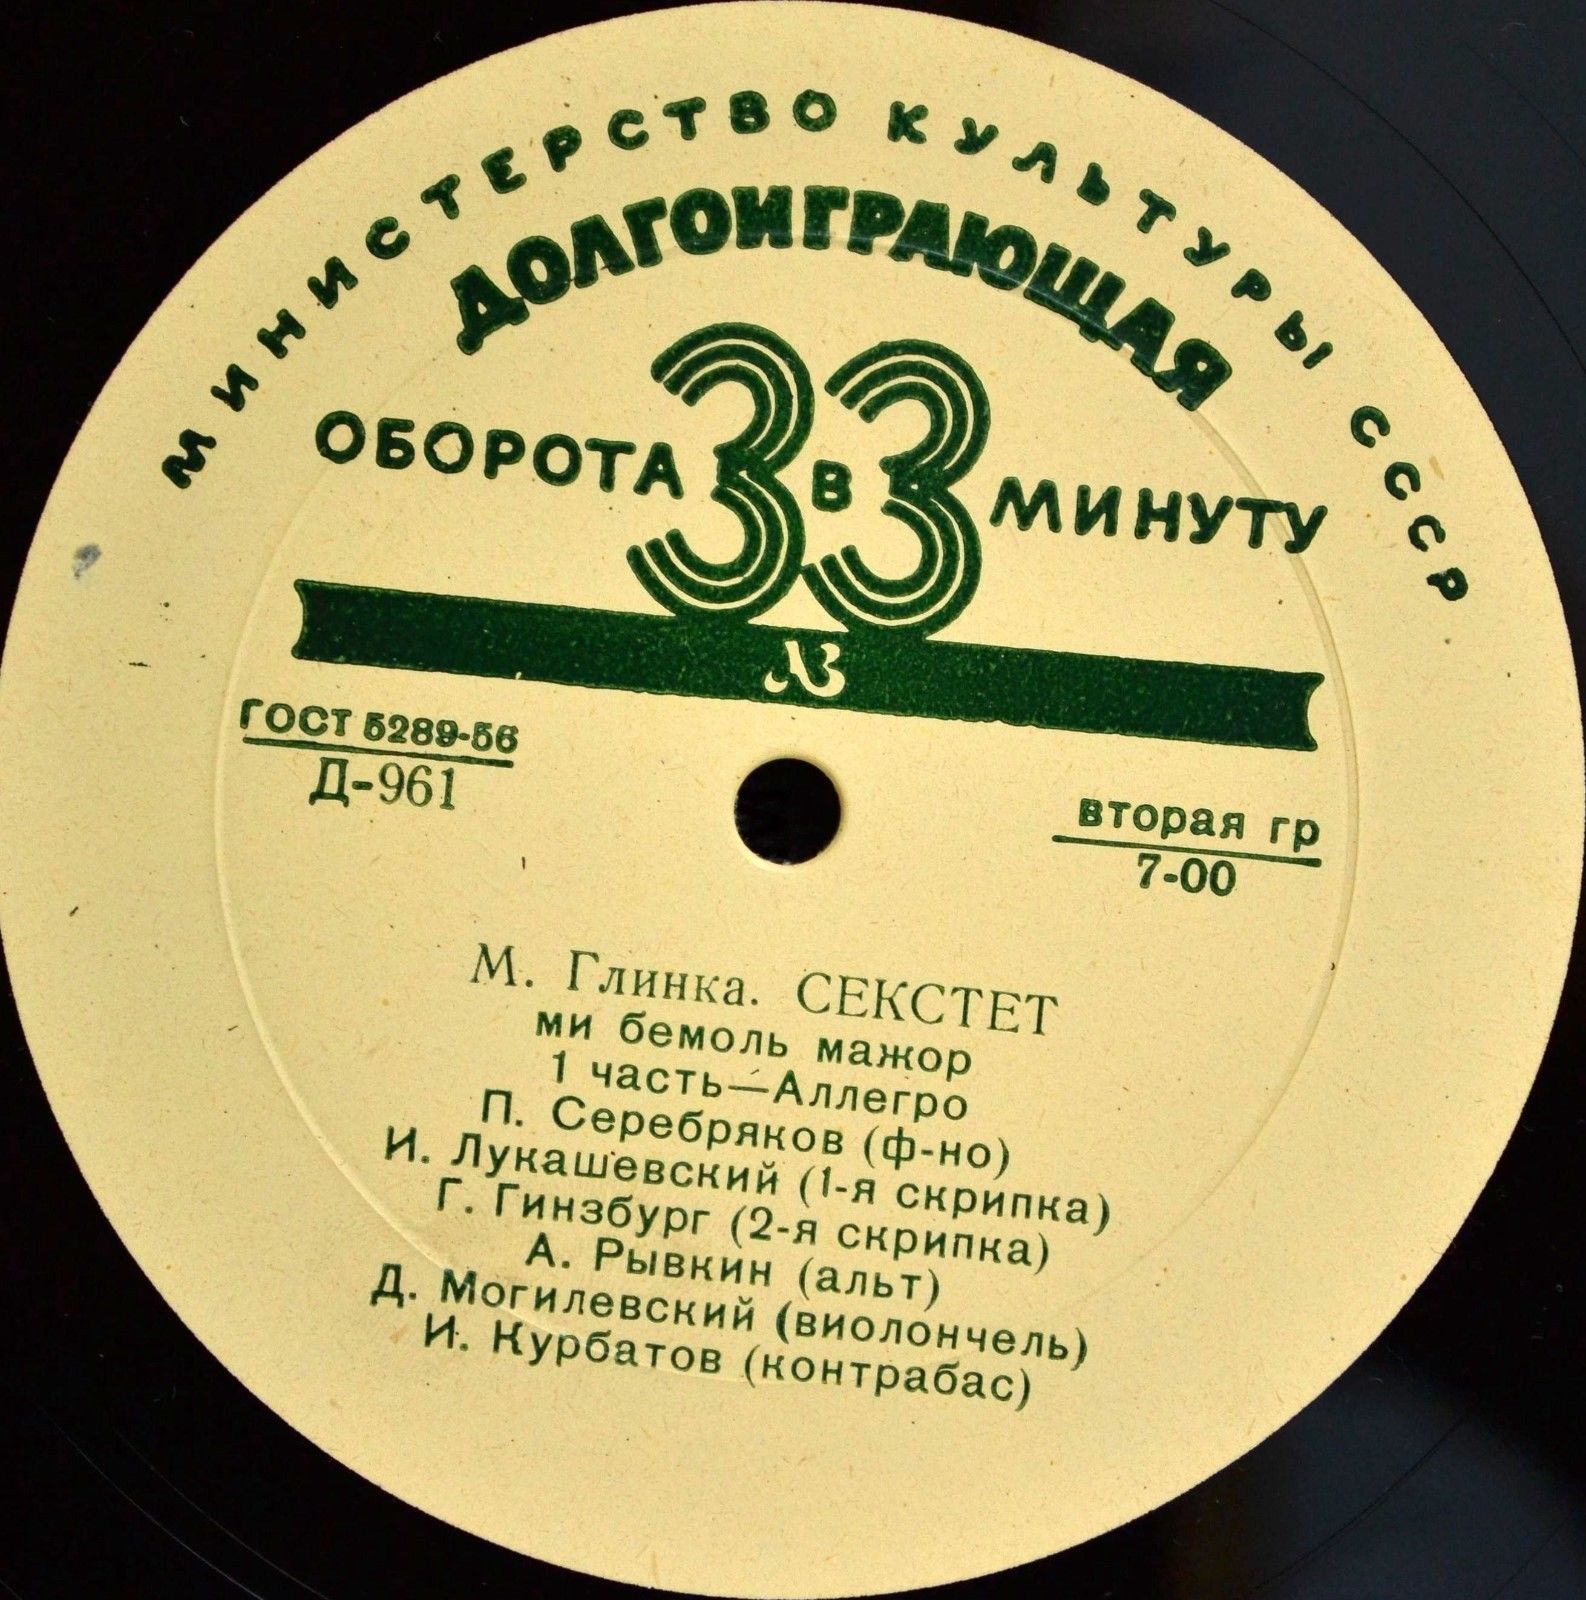 МИНИСТЕРСТВО КУЛЬТУРЫ СССР
ДОЛГОИГРАЮЩАЯ
33
ОБОРОТА В МИНУТУ
ЛЗ
ГОСТ 5289-56
Д-961
вторая гр
7-00
М. Глинка. СЕКСТЕТ
ми бемоль мажор
1 часть—Аллегро
П. Серебряков (ф-но)
И. Лукашевский (1-я скрипка)
Г. Гинзбург (2-я скрипка)
А. Рывкин (альт)
Д. Могилевский (виолончель)
И. Курбатов (контрабас)